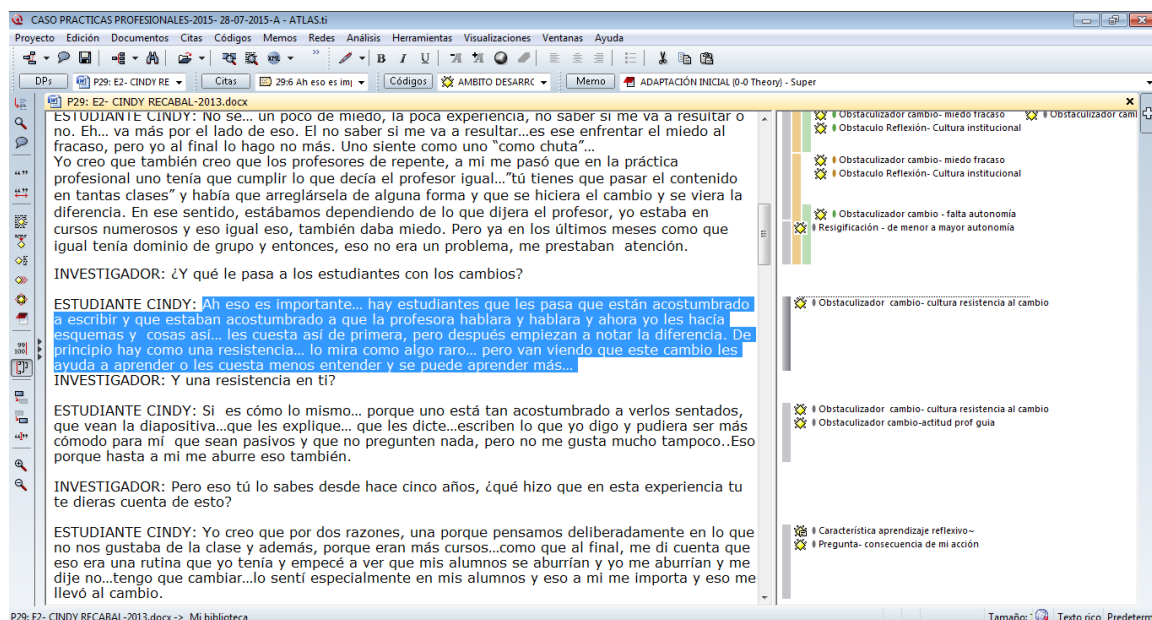 CASO PRACTICAS PROFESIONALES-2015- 28-07-2015-A - ATLAS.ti
Proyecto Edición Documentos Citas Códigos Memos Redes Análisis Herramientas Visualizaciones Ventanas Ayuda
B I U
DPs P29: E2- CINDY RE Citas 29:6 Ah eso es imp Códigos AMBITO DESARRC Memo ADAPTACIÓN INICIAL {0-0 Theory} - Super
P29: E2- CINDY RECABAL-2013.docx
ESTUDIANTE CINDY: No sé... un poco de miedo, la poca experiencia, no saber si me va a resultar o
no. Eh... va más por el lado de eso. El no saber si me va a resultar...es ese enfrentar el miedo al
fracaso, pero yo al final lo hago no más. Uno siente como uno "como chuta"...
Yo creo que también creo que los profesores de repente, a mi me pasó que en la práctica
profesional uno tenía que cumplir lo que decía el profesor igual..."tú tienes que pasar el contenido
en tantas clases" y había que arreglársela de alguna forma y que se hiciera el cambio y se viera la
diferencia. En ese sentido, estábamos dependiendo de lo que dijera el profesor, yo estaba en
cursos numerosos y eso igual eso, también daba miedo. Pero ya en los últimos meses como que
igual tenía dominio de grupo y entonces, eso no era un problema, me prestaban atención.
INVESTIGADOR: ¿Y qué le pasa a los estudiantes con los cambios?
ESTUDIANTE CINDY: Ah eso es importante... hay estudiantes que les pasa que están acostumbrado
a escribir y que estaban acostumbrado a que la profesora hablara y hablara y ahora yo les hacía
esquemas y cosas así... les cuesta así de primera, pero después empiezan a notar la diferencia. De
principio hay como una resistencia... lo mira como algo raro... pero van viendo que este cambio les
ayuda a aprender o les cuesta menos entender y se puede aprender más...
INVESTIGADOR: Y una resistencia en ti?
ESTUDIANTE CINDY: Si es cómo lo mismo... porque uno está tan acostumbrado a verlos sentados,
que vean la diapositiva...que les explique... que les dicte...escriben lo que yo digo y pudiera ser más
cómodo para mí que sean pasivos y que no pregunten nada, pero no me gusta mucho tampoco..Eso
porque hasta a mi me aburre eso también.
INVESTIGADOR: Pero eso tú lo sabes desde hace cinco años, ¿qué hizo que en esta experiencia tu
te dieras cuenta de esto?
ESTUDIANTE CINDY: Yo creo que por dos razones, una porque pensamos deliberadamente en lo que
no nos gustaba de la clase y además, porque eran más cursos...como que al final, me di cuenta que
eso era una rutina que yo tenía y empecé a ver que mis alumnos se aburrían y yo me aburrían y me
dije no...tengo que cambiar...lo sentí especialmente en mis alumnos y eso a mi me importa y eso me
llevó al cambio.
Obstaculizador cambio- miedo fracaso Obstaculizador cami
Obstaculo Reflexión- Cultura institucional
Obstaculizador cambio- miedo fracaso
Obstaculo Reflexión- Cultura institucional
Obstaculizador cambio - falta autonomía
Resigificación - de menor a mayor autonomía
Obstaculizador cambio- cultura resistencia al cambio
Obstaculizador cambio- cultura resistencia al cambio
Obstaculizador cambio-actitud prof guia
Característica aprendizaje reflexivo~
Pregunta- consecuencia de mi acción
P29: E2- CINDY RECABAL-2013.docx -> Mi biblioteca
Tamaño: Texto rico Predeterm